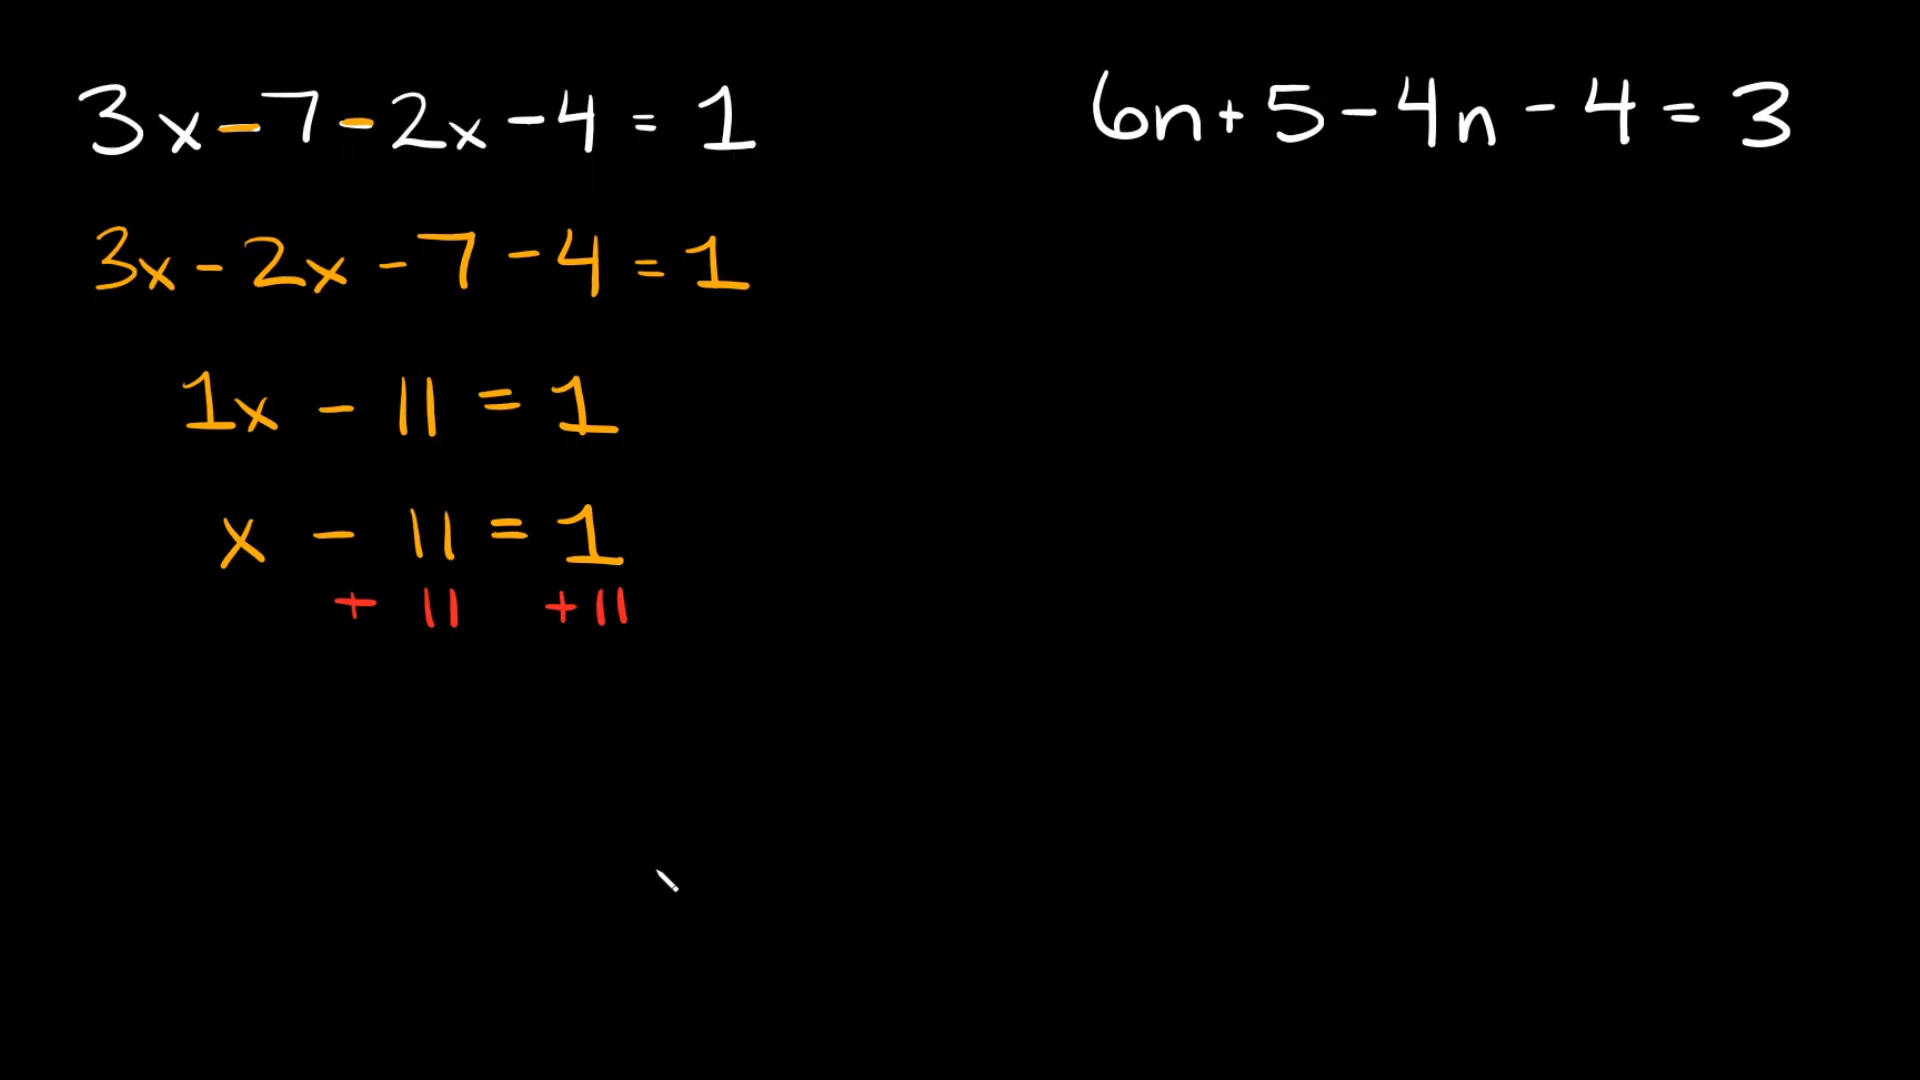 3x - 7 - 2x - 4 = 1
3x - 2x - 7 - 4 = 1
1x - 11 = 1
x - 11 = 1
+ 11 + 11
6n + 5 - 4n - 4 = 3